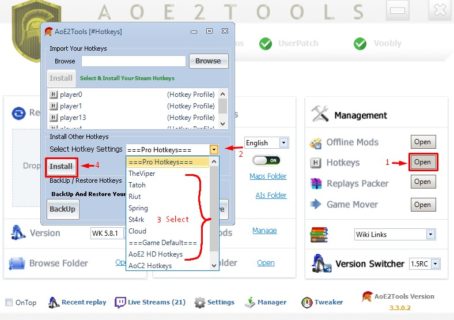 AOE2TOOLS
UserPatch
Voobly
AoE2Tools [#Hotkeys]
Import Your Hotkeys
Browse
Browse
Install
Select & Install Your Steam Hotkeys
H player0 (Hotkey Profile)
H player1 (Hotkey Profile)
H player2 (Hotkey Profile)
H player3 (Hotkey Profile)
Install Other Hotkeys
Select Hotkey Settings
===Pro Hotkeys===
2
Install
4
===Pro Hotkeys===
TheViper
Tatoh
Riut
Spring
St4rk
Cloud
===Game Default===
AoE2 HD Hotkeys
AoC2 Hotkeys
3 Select
BackUp / Restore Hotkeys
BackUp And Restore Your
BackUp
English
ON
Maps Folder
AIs Folder
Version
WK 5.8.1
Manage
Browse Folder
Open
Open
Management
Offline Mods
Open
1
H
Hotkeys
Open
Replays Packer
Open
Game Mover
Open
Wiki Links
Version Switcher
1.5RC
OnTop
Recent replay
Live Streams (21)
Settings
Manager
Tweaker
AoE2Tools Version
3.3.0.2